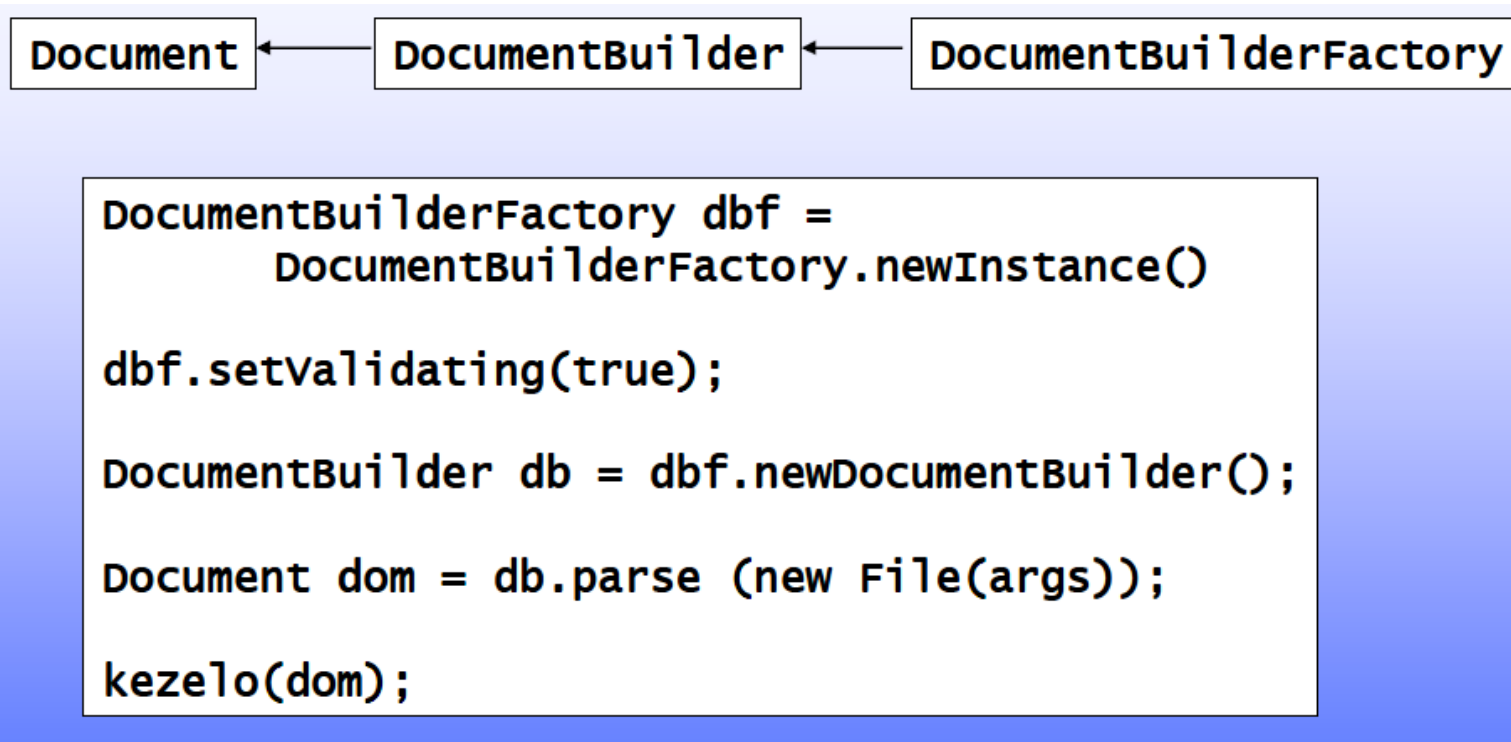 Document
DocumentBuilder
DocumentBuilderFactory
DocumentBuilderFactory dbf =
DocumentBuilderFactory.newInstance()
dbf.setValidating(true);
DocumentBuilder db = dbf.newDocumentBuilder();
Document dom = db.parse (new File(args));
kezelo(dom);